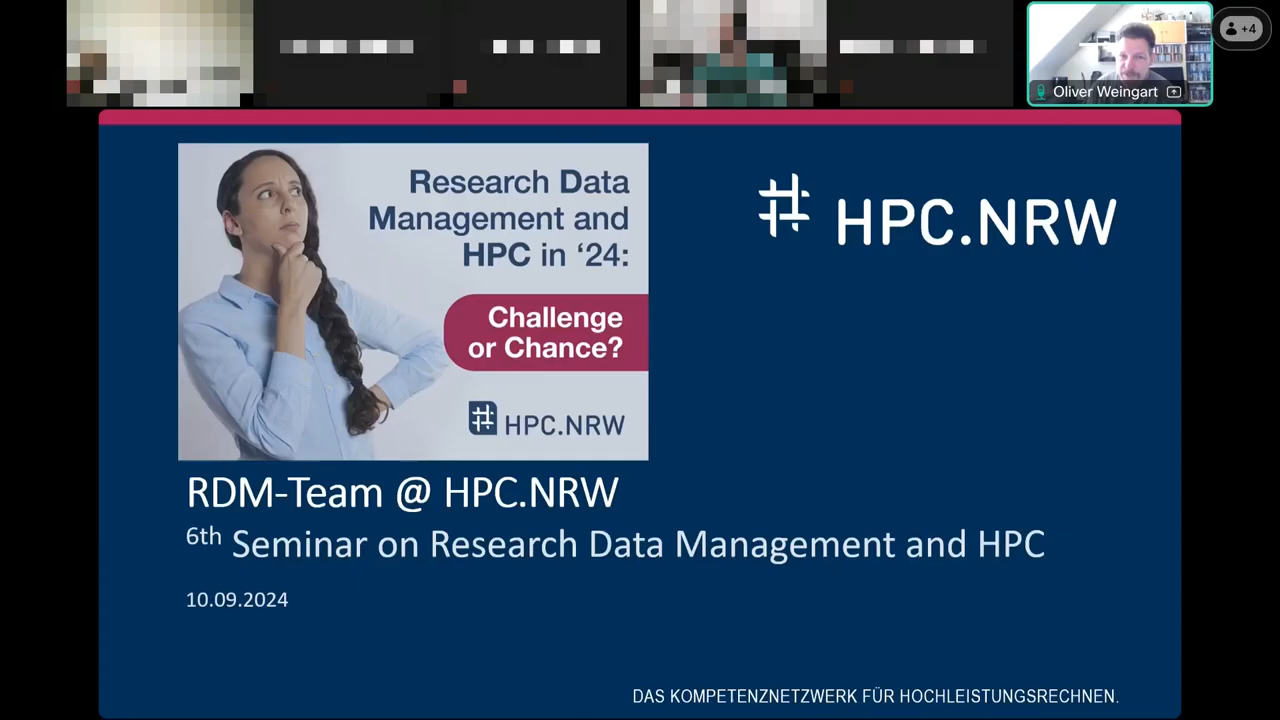 +4
Oliver Weingart
Research Data
Management and
HPC in ‘24:
Challenge
or Chance?
HPC.NRW
HPC.NRW
RDM-Team @ HPC.NRW
6th Seminar on Research Data Management and HPC
10.09.2024
DAS KOMPETENZNETZWERK FÜR HOCHLEISTUNGSRECHNEN.